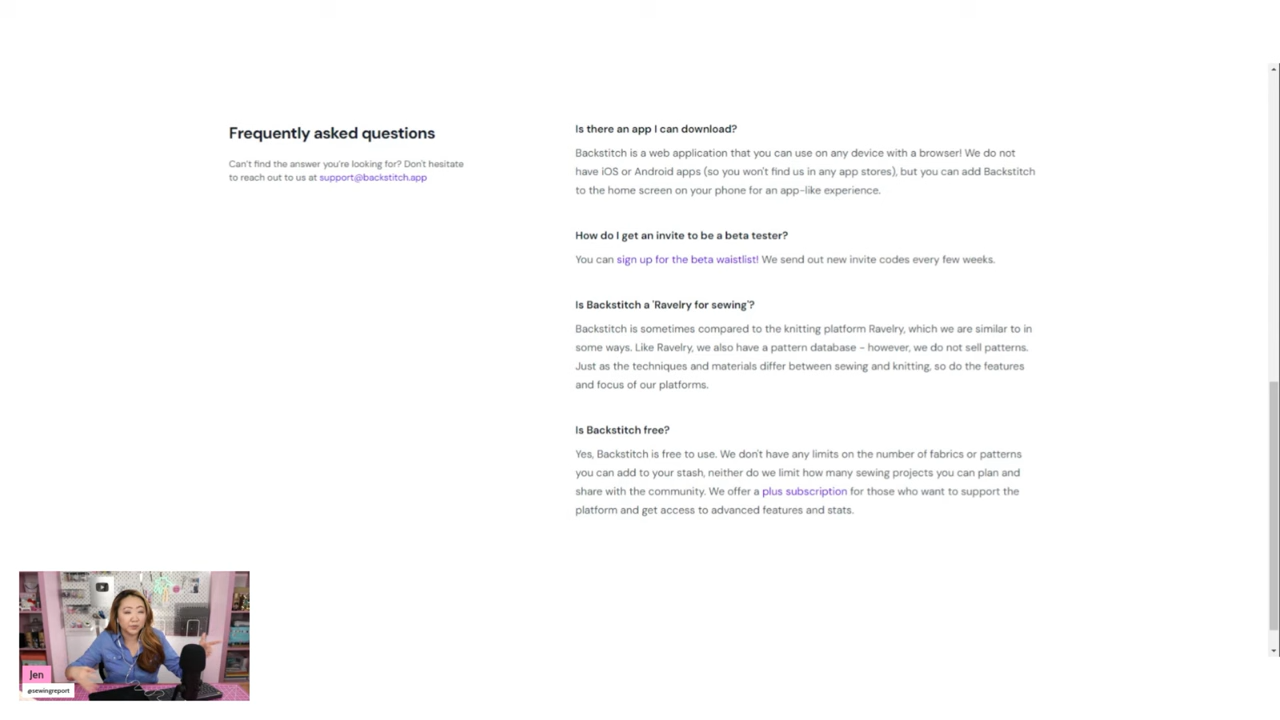 Frequently asked questions
Can't find the answer you're looking for? Don't hesitate
to reach out to us at support@backstitch.app
Is there an app I can download?
Backstitch is a web application that you can use on any device with a browser! We do not
have iOS or Android apps (so you won't find us in any app stores), but you can add Backstitch
to the home screen on your phone for an app-like experience.
How do I get an invite to be a beta tester?
You can sign up for the beta waistlist! We send out new invite codes every few weeks.
Is Backstitch a 'Ravelry for sewing'?
Backstitch is sometimes compared to the knitting platform Ravelry, which we are similar to in
some ways. Like Ravelry, we also have a pattern database - however, we do not sell patterns.
Just as the techniques and materials differ between sewing and knitting, so do the features
and focus of our platforms.
Is Backstitch free?
Yes, Backstitch is free to use. We don't have any limits on the number of fabrics or patterns
you can add to your stash, neither do we limit how many sewing projects you can plan and
share with the community. We offer a plus subscription for those who want to support the
platform and get access to advanced features and stats.
Jen
@sewingreport